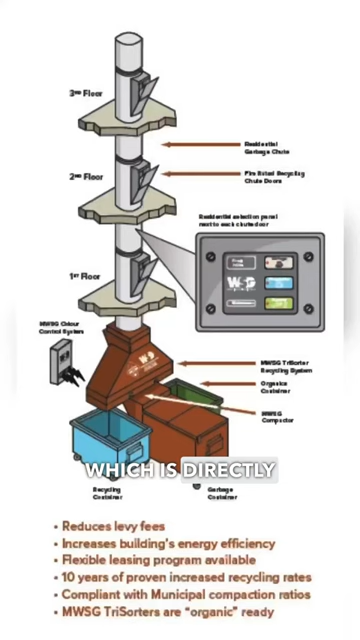 3RD Floor
Residential
Garbage Chute
2ND Floor
Fire Rated Recycling
Chute Doors
Residential selection panel
next to each chute door
1ST Floor
MWSG Odour
Control System
MWSG TriSorter
Recycling System
Organics
Container
MWSG
Compactor
WHICH IS DIRECTLY
Recycling
Container
Garbage
Container
• Reduces levy fees
• Increases building's energy efficiency
• Flexible leasing program available
• 10 years of proven increased recycling rates
• Compliant with Municipal compaction ratios
• MWSG TriSorters are "organic" ready